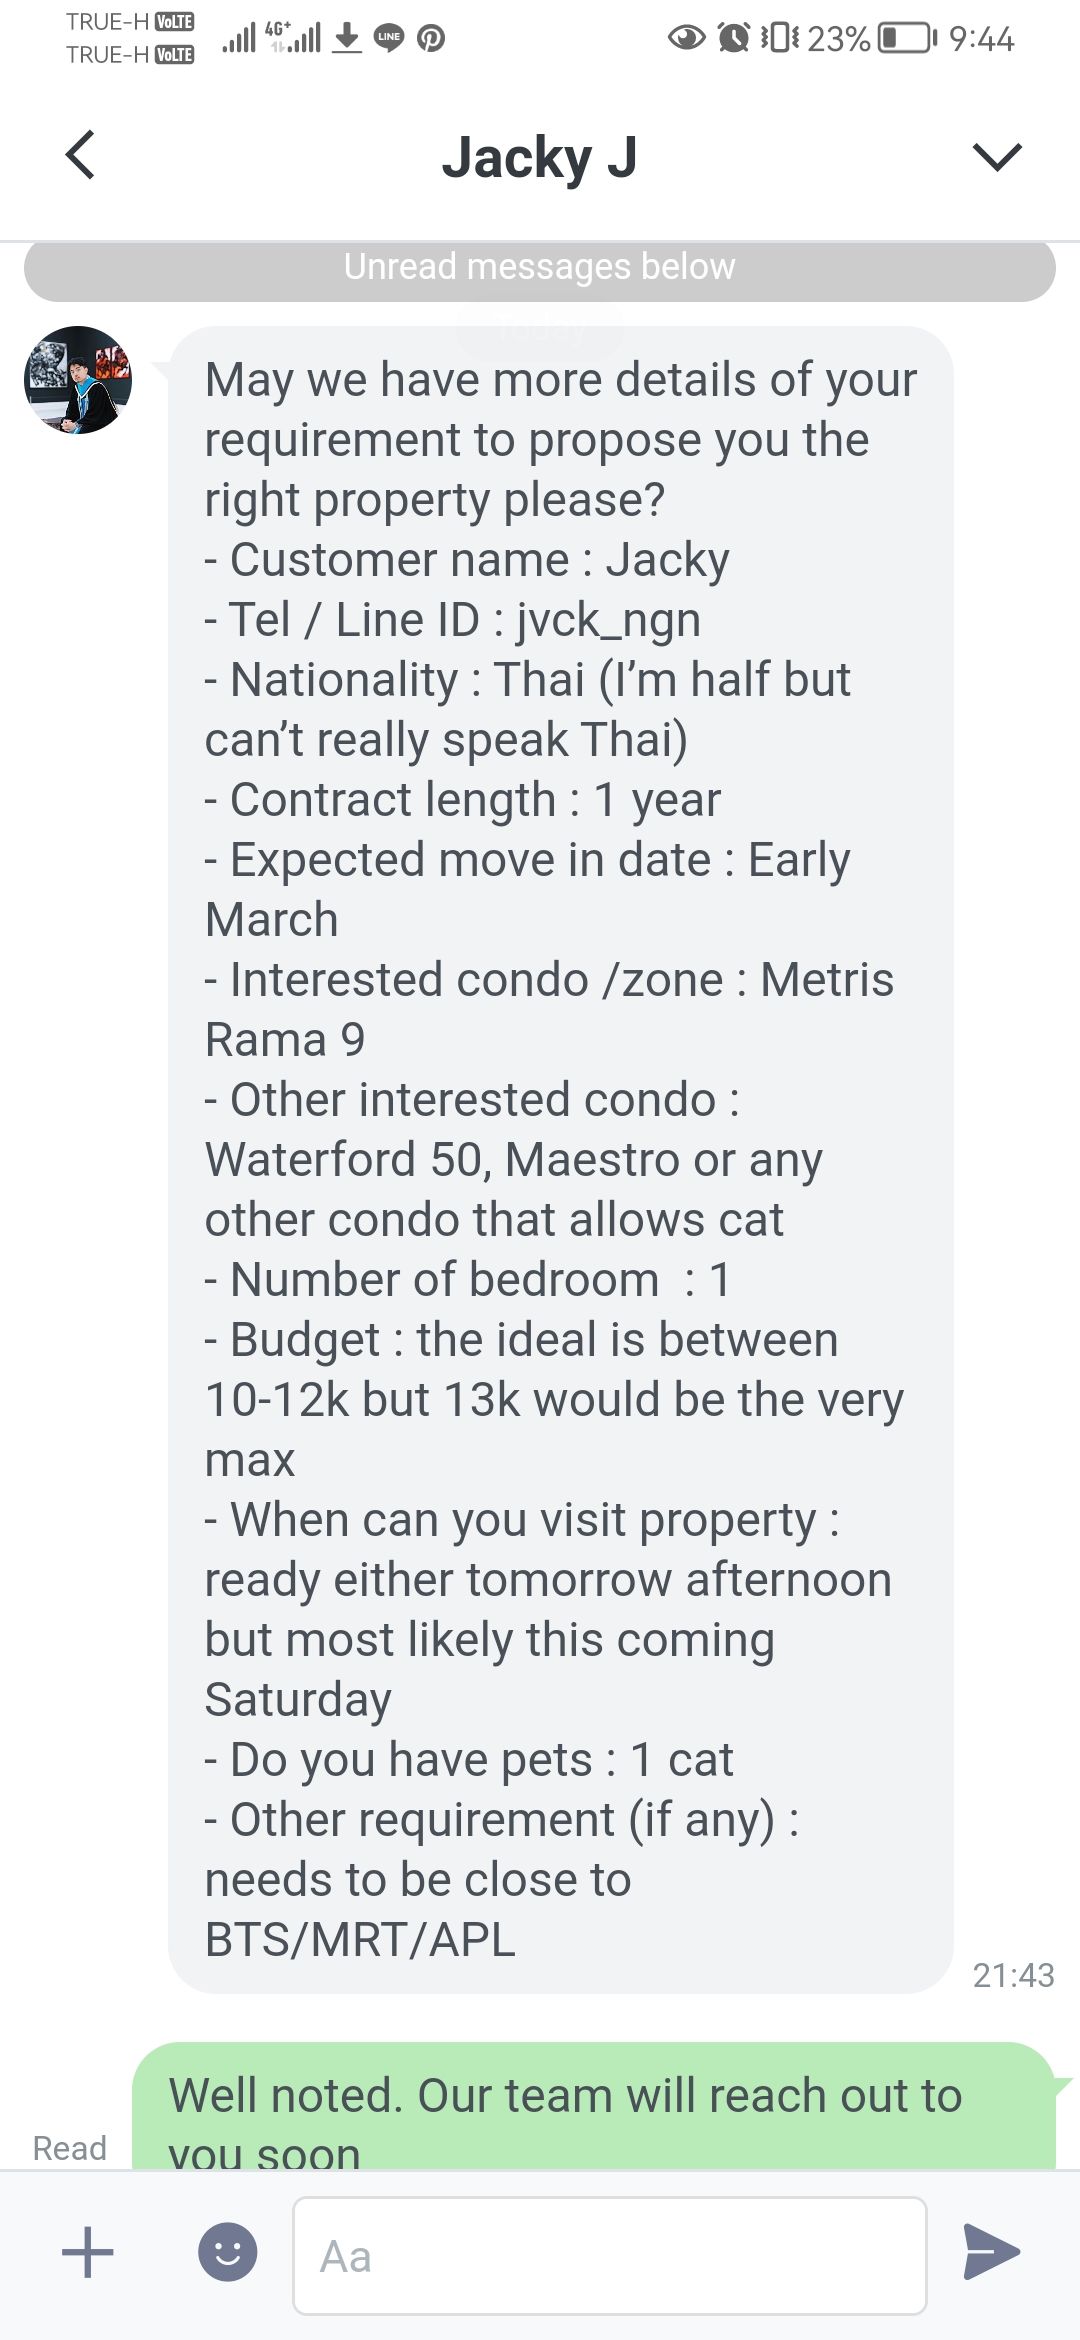 TRUE-H VoLTE
TRUE-H VoLTE
4G+
LINE
23%
9:44
Jacky J
Unread messages below
Today
May we have more details of your
requirement to propose you the
right property please?
- Customer name : Jacky
- Tel / Line ID : jvck_ngn
- Nationality : Thai (I’m half but
can’t really speak Thai)
- Contract length : 1 year
- Expected move in date : Early
March
- Interested condo /zone : Metris
Rama 9
- Other interested condo :
Waterford 50, Maestro or any
other condo that allows cat
- Number of bedroom  : 1
- Budget : the ideal is between
10-12k but 13k would be the very
max
- When can you visit property :
ready either tomorrow afternoon
but most likely this coming
Saturday
- Do you have pets : 1 cat
- Other requirement (if any) :
needs to be close to
BTS/MRT/APL
21:43
Well noted. Our team will reach out to
you soon
Read
Aa